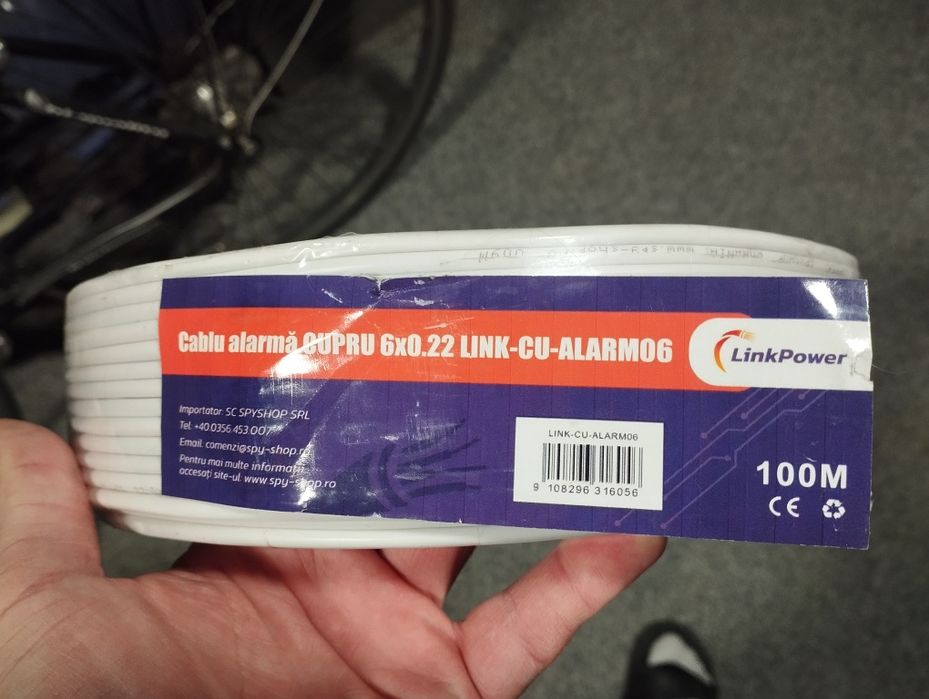 Cablu alarmă CUPRU 6x0.22 LINK-CU-ALARM06
LinkPower
Importator: SC SPYSHOP SRL
Tel. +40 0356.453.007
Email. comenzi@spy-shop.ro
Pentru mai multe informații
accesați site-ul: www.spy-shop.ro
LINK-CU-ALARM06
9 108296 316056
100M
CE